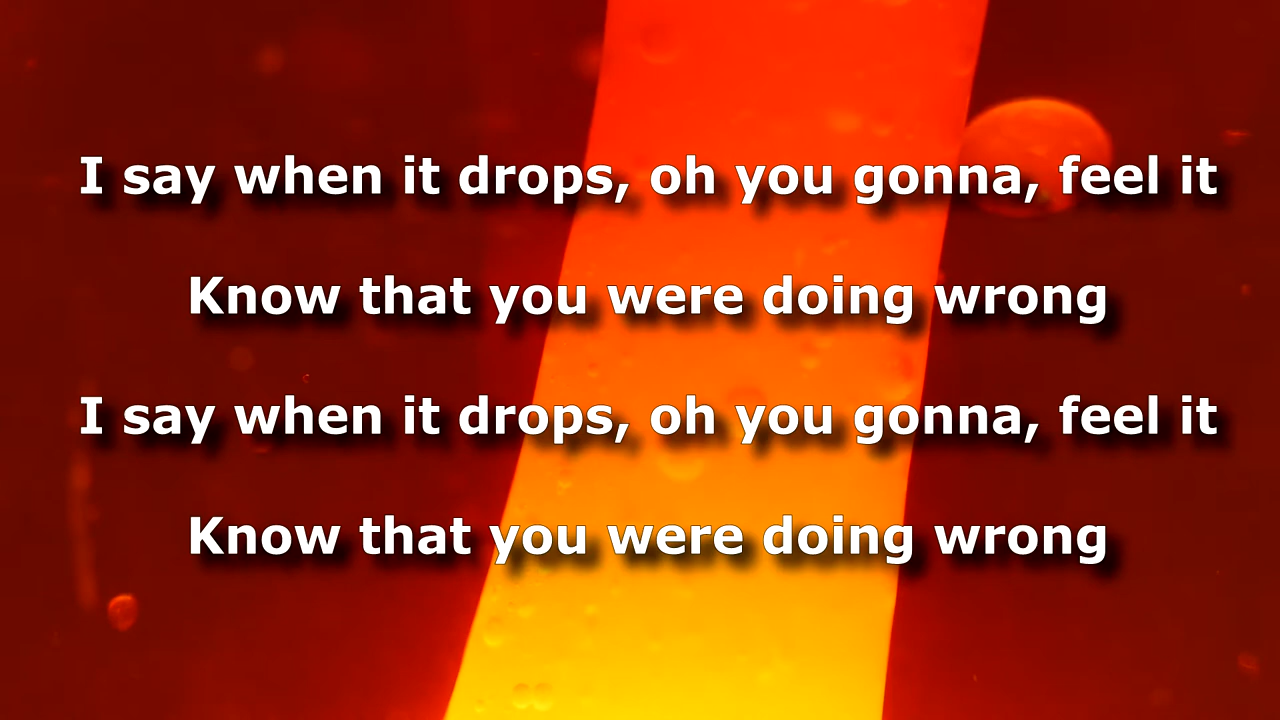 I say when it drops, oh you gonna, feel it
Know that you were doing wrong
I say when it drops, oh you gonna, feel it
Know that you were doing wrong